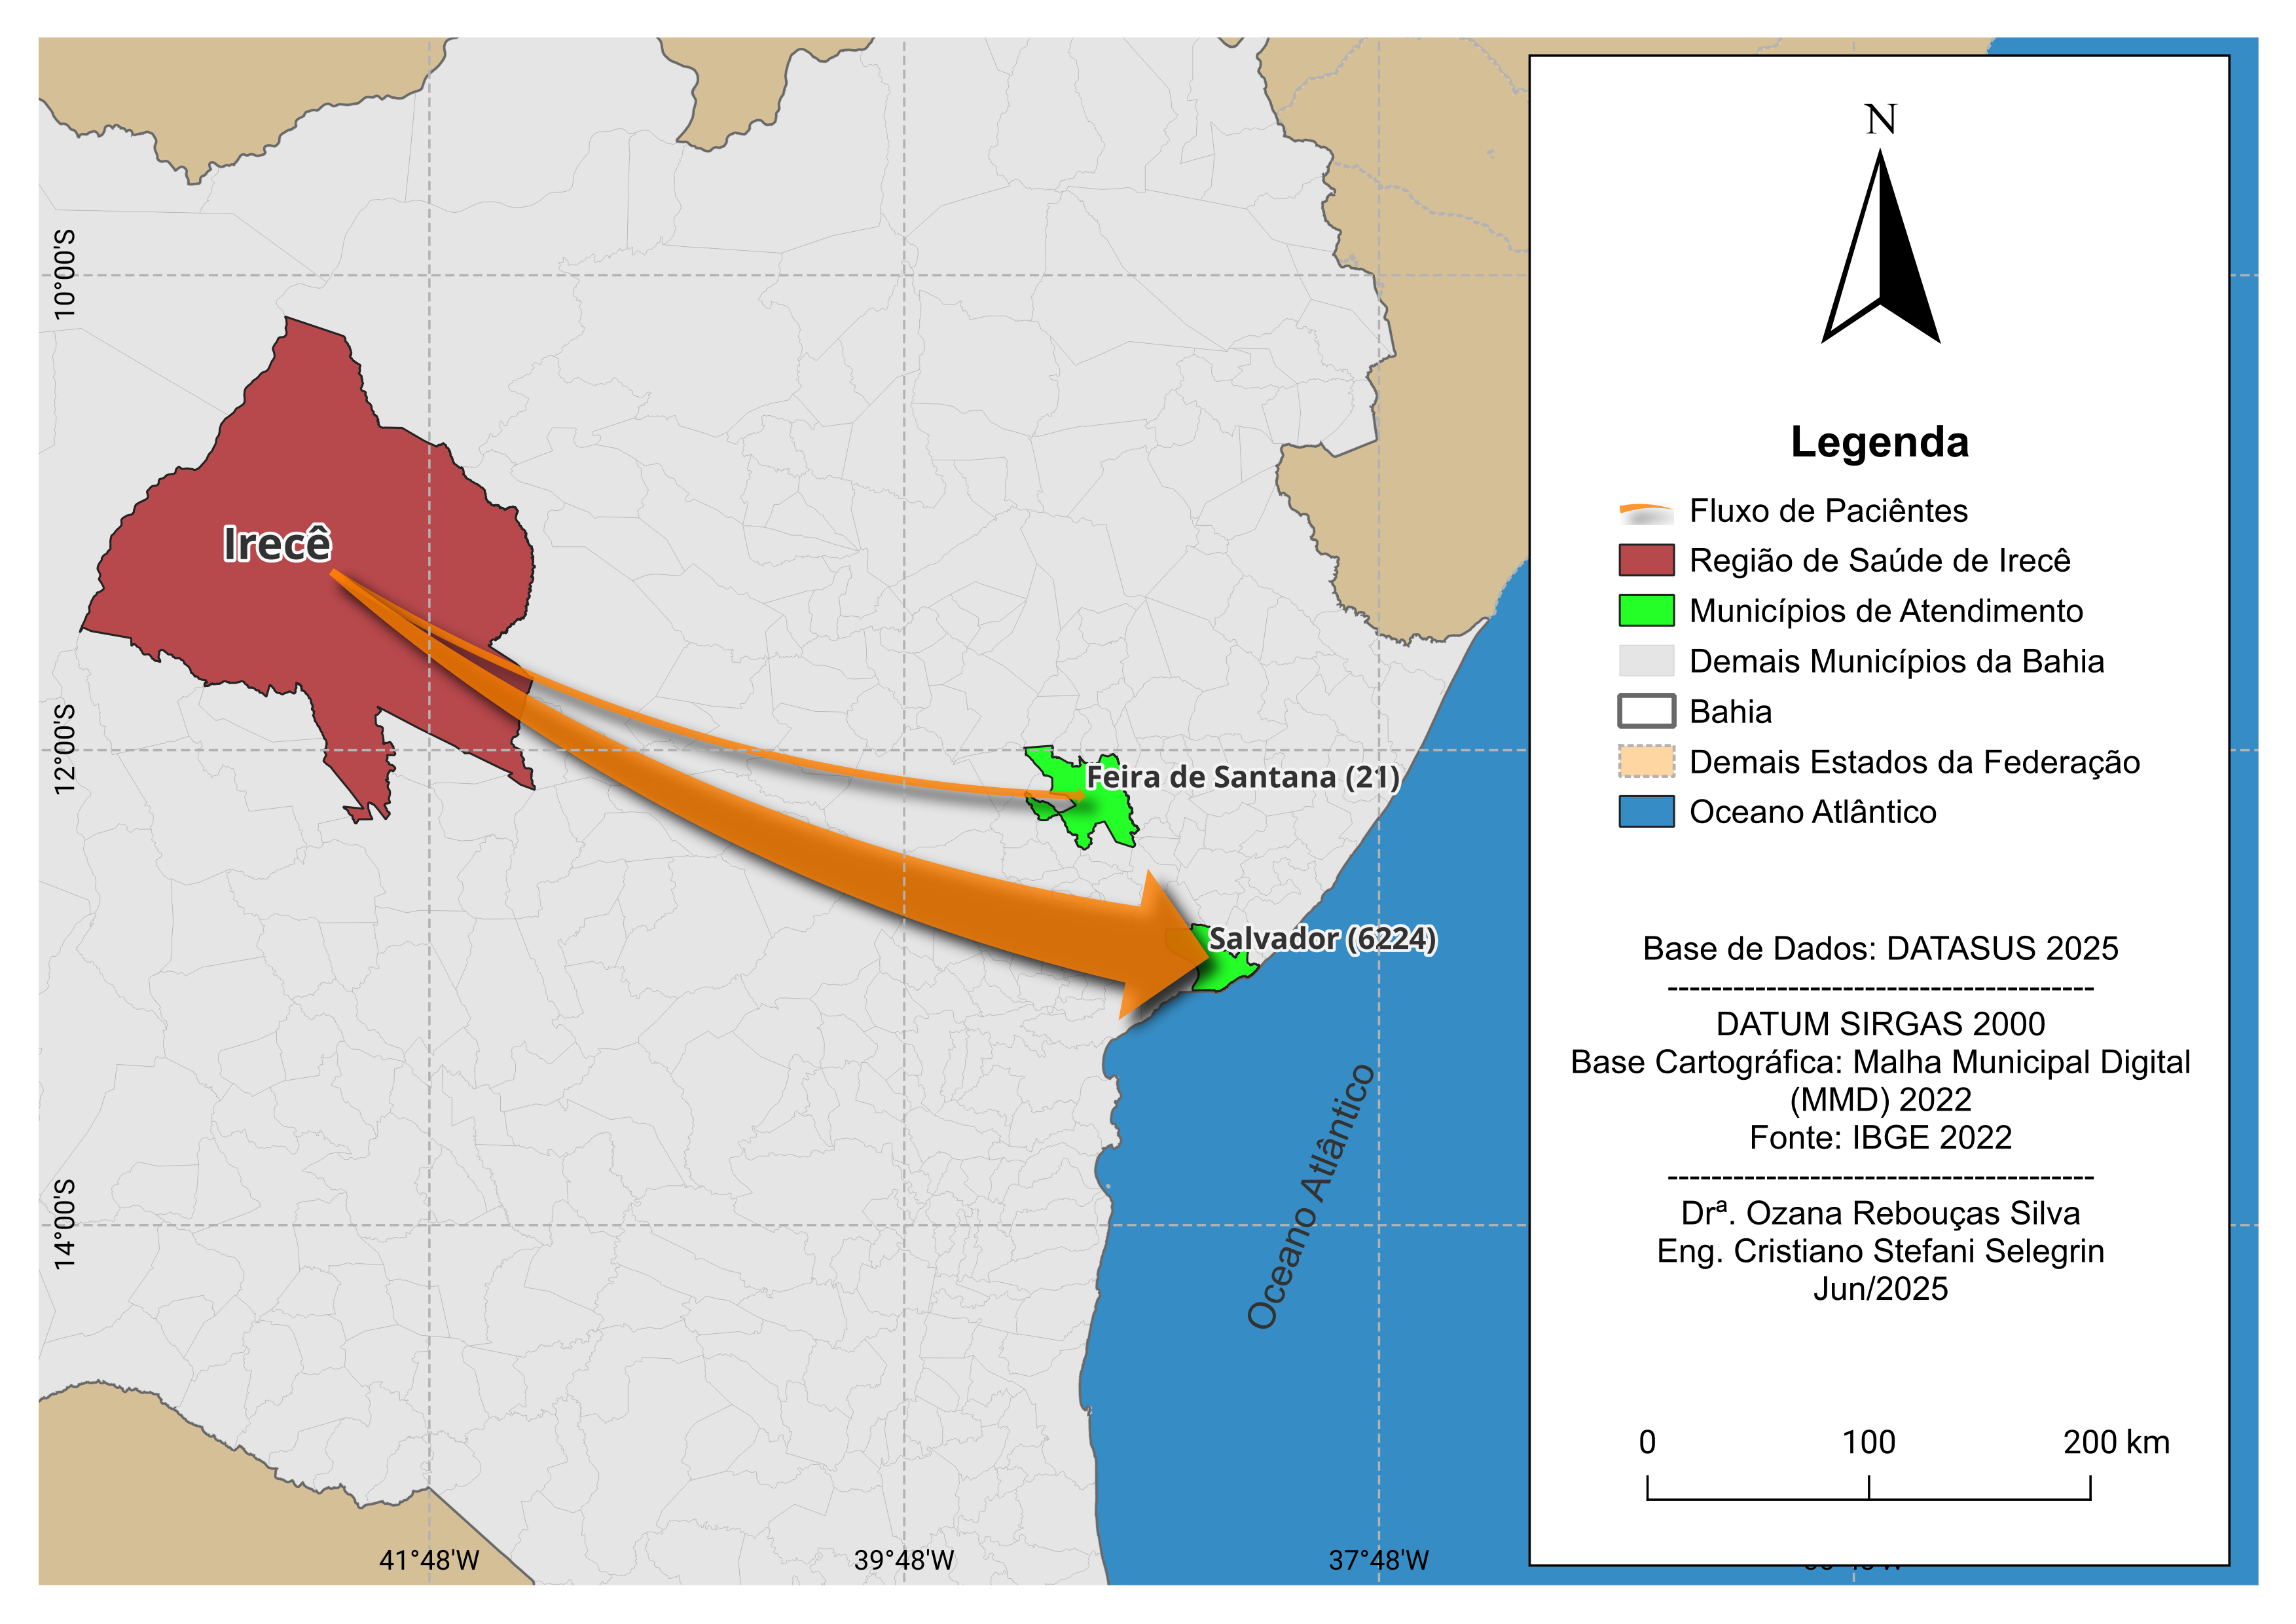 10°00'S
12°00'S
14°00'S
41°48'W
39°48'W
37°48'W
Irecê
Feira de Santana (21)
Salvador (6224)
Oceano Atlântico
N
Legenda
Fluxo de Paciêntes
Região de Saúde de Irecê
Municípios de Atendimento
Demais Municípios da Bahia
Bahia
Demais Estados da Federação
Oceano Atlântico
Base de Dados: DATASUS 2025
---------------------------------------
DATUM SIRGAS 2000
Base Cartográfica: Malha Municipal Digital
(MMD) 2022
Fonte: IBGE 2022
---------------------------------------
Drª. Ozana Rebouças Silva
Eng. Cristiano Stefani Selegrin
Jun/2025
0 100 200 km